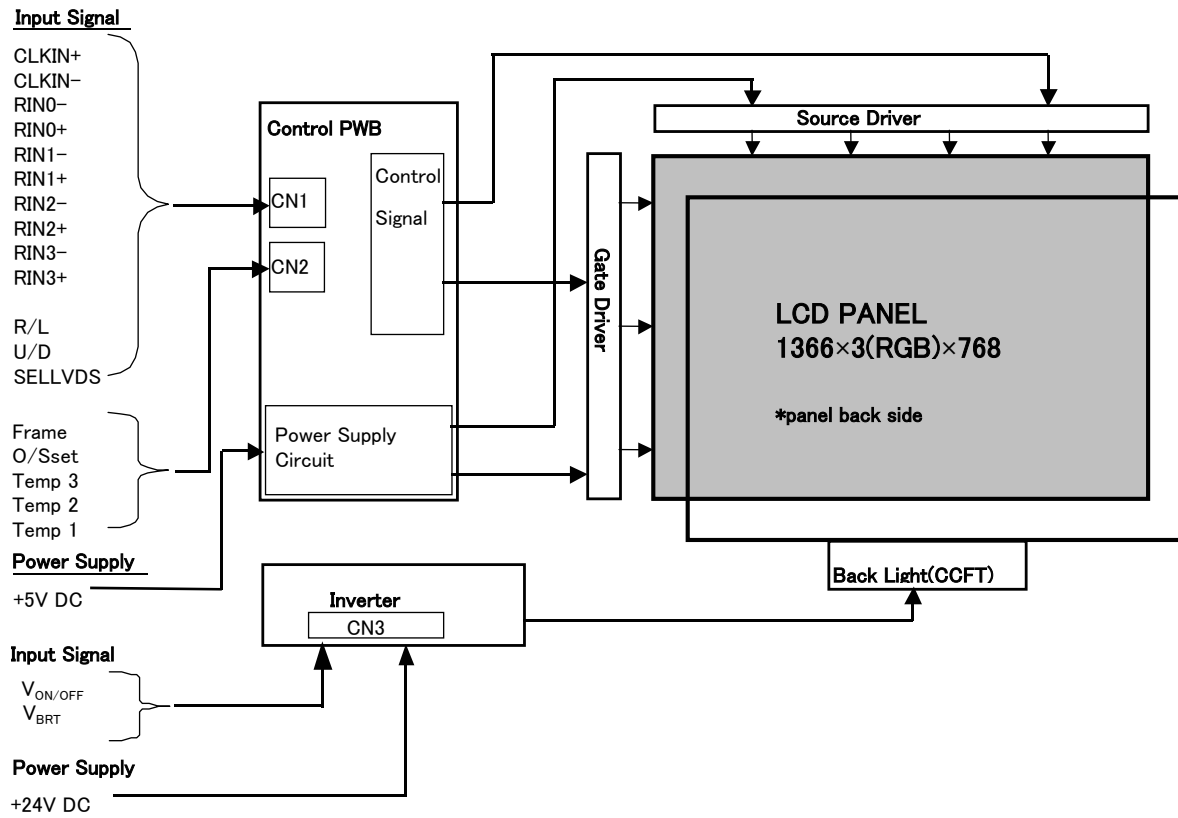 Input Signal
CLKIN+
CLKIN−
RIN0−
RIN0+
RIN1−
RIN1+
RIN2−
RIN2+
RIN3−
RIN3+
R/L
U/D
SELLVDS
Frame
O/Sset
Temp 3
Temp 2
Temp 1
Power Supply
+5V DC
Input Signal
VON/OFF
VBRT
Power Supply
+24V DC
Control PWB
CN1
CN2
Control
Signal
Power Supply
Circuit
Inverter
CN3
Source Driver
Gate Driver
LCD PANEL
1366×3(RGB)×768
*panel back side
Back Light(CCFT)